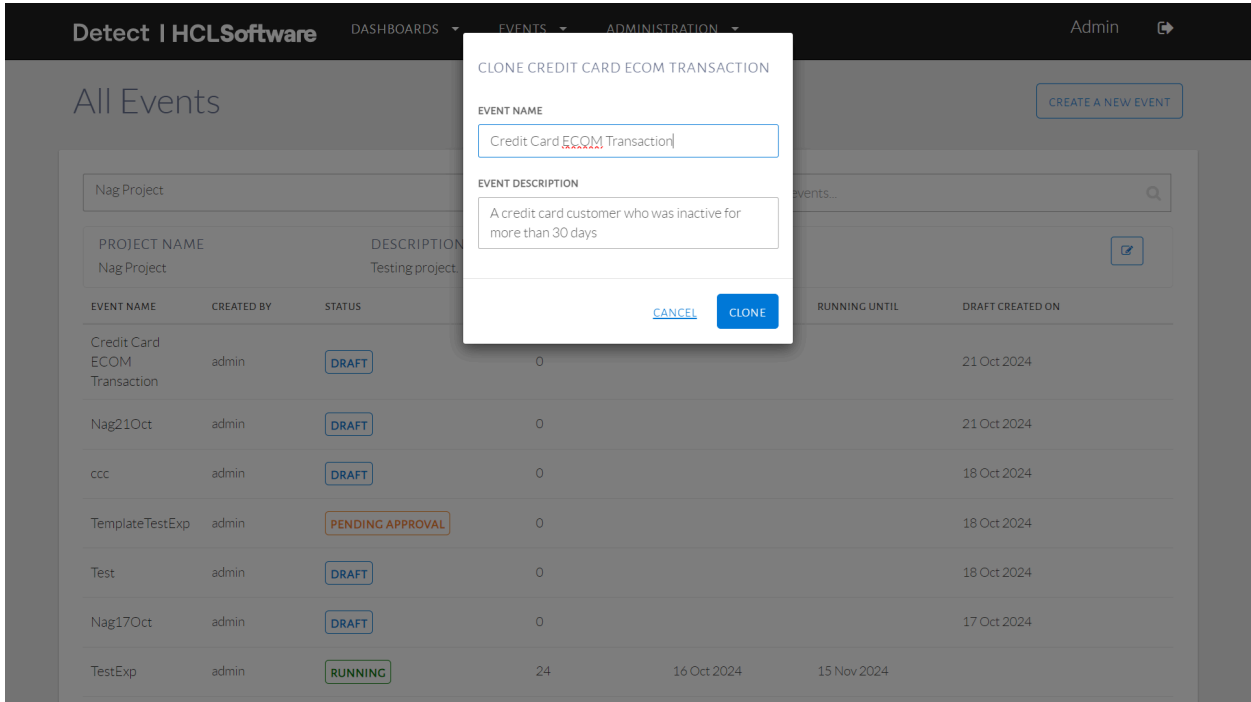 Detect | HCLSoftware DASHBOARDS EVENTS ADMINISTRATION Admin
All Events
CREATE A NEW EVENT
CLONE CREDIT CARD ECOM TRANSACTION
EVENT NAME
Credit Card ECOM Transaction
EVENT DESCRIPTION
A credit card customer who was inactive for
more than 30 days
CANCEL CLONE
Nag Project events...
PROJECT NAME DESCRIPTION
Nag Project Testing project.
EVENT NAME CREATED BY STATUS RUNNING UNTIL DRAFT CREATED ON
Credit Card
ECOM
Transaction
admin DRAFT 0 21 Oct 2024
Nag21Oct admin DRAFT 0 21 Oct 2024
ccc admin DRAFT 0 18 Oct 2024
TemplateTestExp admin PENDING APPROVAL 0 18 Oct 2024
Test admin DRAFT 0 18 Oct 2024
Nag17Oct admin DRAFT 0 17 Oct 2024
TestExp admin RUNNING 24 16 Oct 2024 15 Nov 2024